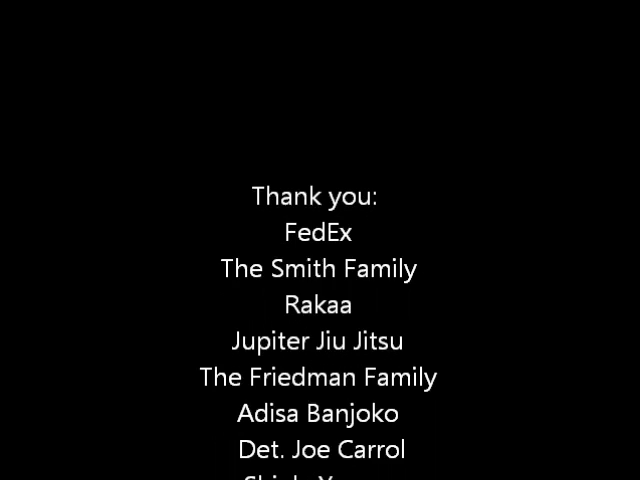 Thank you:
FedEx
The Smith Family
Rakaa
Jupiter Jiu Jitsu
The Friedman Family
Adisa Banjoko
Det. Joe Carrol